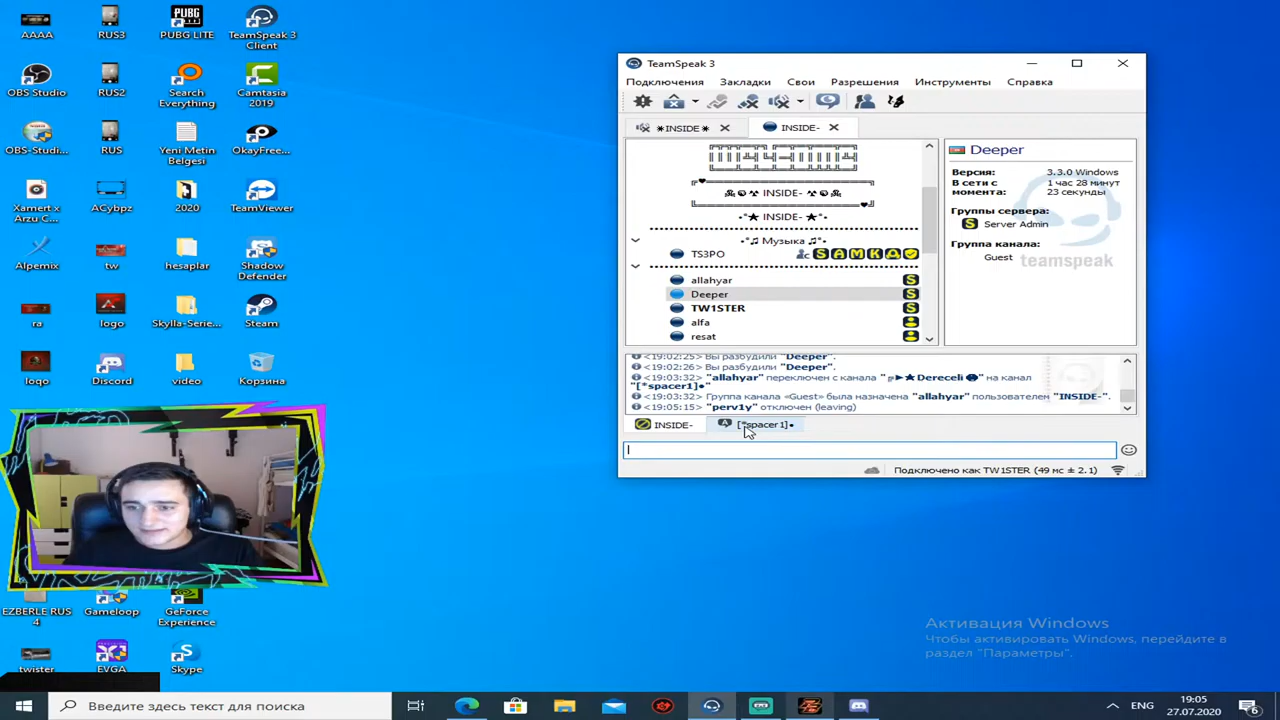 AAAA
RUS3
PUBG LITE
TeamSpeak 3
Client
OBS Studio
RUS2
Search
Everything
Camtasia
2019
OBS-Studi...
RUS
Yeni Metin
Belgesi
OkayFree...
Xamert x
Arzu C...
ACybpz
2020
TeamViewer
Alpemix
tw
hesaplar
Shadow
Defender
ra
logo
Skylla-Serie...
Steam
logo
Discord
video
Корзина
EZBERLE RUS
4
Gameloop
GeForce
Experience
twister
EVGA
Skype
TeamSpeak 3
Подключения Закладки Свои Разрешения Инструменты Справка
∗INSIDE∗
INSIDE-
INSIDE-
•°★ INSIDE- ★°•
•°♫ Музыка ♫°•
TS3PO
allahyar
Deeper
TW1STER
alfa
resat
Deeper
Версия: 3.3.0 Windows
В сети с момента: 1 час 28 минут 23 секунды
Группы сервера:
Server Admin
Группа канала:
Guest
teamspeak
<19:02:25> Вы разбудили "Deeper".
<19:02:26> Вы разбудили "Deeper".
<19:03:32> "allahyar" переключен с канала "╔►★Dereceli" на канал
"[*spacer1]●"
<19:03:32> Группа канала «Guest» была назначена "allahyar" пользователем "INSIDE-".
<19:05:15> "perv1y" отключен (leaving)
INSIDE-
[*spacer1]●
Подключено как TW1STER (49 мс ± 2.1)
Активация Windows
Чтобы активировать Windows, перейдите в
раздел "Параметры".
Введите здесь текст для поиска
ENG
19:05
27.07.2020
6